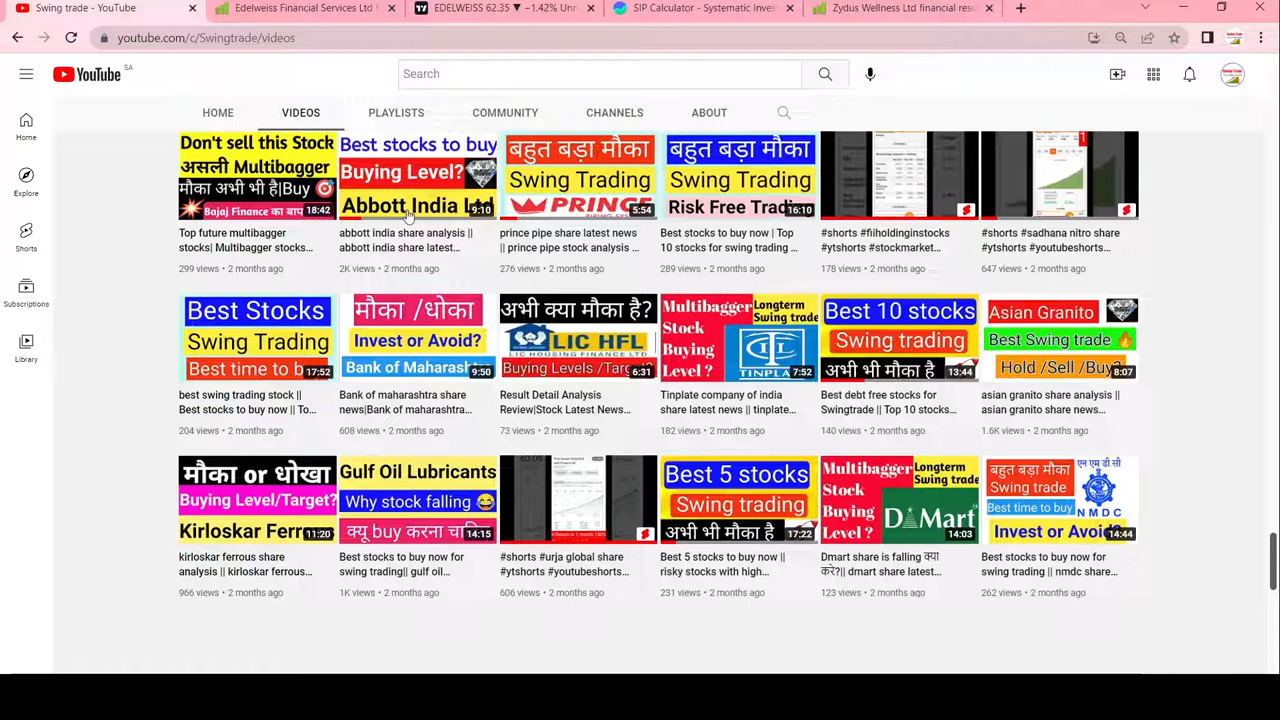 Swing trade - YouTube
Edelweiss Financial Services Ltd f
EDELWEISS 62.35 ▼ −1.42% Unn
SIP Calculator - Systematic Inves
Zydus Wellness Ltd financial resu
youtube.com/c/Swingtrade/videos
YouTube SA
Search
HOME
VIDEOS
PLAYLISTS
COMMUNITY
CHANNELS
ABOUT
Home
Explore
Shorts
Subscriptions
Library
Don't sell this Stock
असली Multibagger
मौका अभी भी है|Buy
Bajaj Finance का बाप
18:42
Top future multibagger
stocks| Multibagger stocks...
299 views • 2 months ago
Best stocks to buy
Buying Level?
Abbott India Ltd
9:10
abbott india share analysis ||
abbott india share latest...
2K views • 2 months ago
बहुत बड़ा मौका
Swing Trading
PRINCE
5:54
prince pipe share latest news
|| prince pipe stock analysis ...
276 views • 2 months ago
बहुत बड़ा मौका
Swing Trading
Risk Free Trading
16:10
Best stocks to buy now | Top
10 stocks for swing trading ...
289 views • 2 months ago
#shorts #fiiholdinginstocks
#ytshorts #stockmarket...
178 views • 2 months ago
#shorts #sadhana nitro share
#ytshorts #youtubeshorts...
647 views • 2 months ago
Best Stocks
Swing Trading
Best time to b
17:52
best swing trading stock ||
Best stocks to buy now || To...
204 views • 2 months ago
मौका /धोका
Invest or Avoid?
Bank of Maharashtra
9:50
Bank of maharashtra share
news|Bank of maharashtra...
608 views • 2 months ago
अभी क्या मौका है?
LIC HFL
LIC HOUSING FINANCE LTD
Buying Levels /Target?
6:31
Result Detail Analysis
Review|Stock Latest News...
73 views • 2 months ago
Multibagger
Stock
Buying
Level ?
Longterm
Swing trade
TINPLATE
7:52
Tinplate company of india
share latest news || tinplate...
182 views • 2 months ago
Best 10 stocks
Swing trading
अभी भी मौका है
13:44
Best debt free stocks for
Swingtrade || Top 10 stocks...
140 views • 2 months ago
Asian Granito
Best Swing trade
Hold /Sell /Buy?
8:07
asian granito share analysis ||
asian granito share news...
1.6K views • 2 months ago
मौका or धोखा
Buying Level/Target?
Kirloskar Ferrous
11:20
kirloskar ferrous share
analysis || kirloskar ferrous...
966 views • 2 months ago
Gulf Oil Lubricants
Why stock falling
क्यू buy करना चाहिए
14:15
Best stocks to buy now for
swing trading|| gulf oil...
1K views • 2 months ago
#shorts #urja global share
#ytshorts #youtubeshorts...
606 views • 2 months ago
Best 5 stocks
Swing trading
अभी भी मौका है
17:22
Best 5 stocks to buy now ||
risky stocks with high...
231 views • 2 months ago
Multibagger
Stock
Buying
Level ?
Longterm
Swing trade
DMart
14:03
Dmart share is falling क्या
करे?|| dmart share latest...
123 views • 2 months ago
बहुत बड़ा मौका
Swing trade
Best time to buy
एन एम डी सी
NMDC
Invest or Avoid?
14:44
Best stocks to buy now for
swing trading || nmdc share...
262 views • 2 months ago